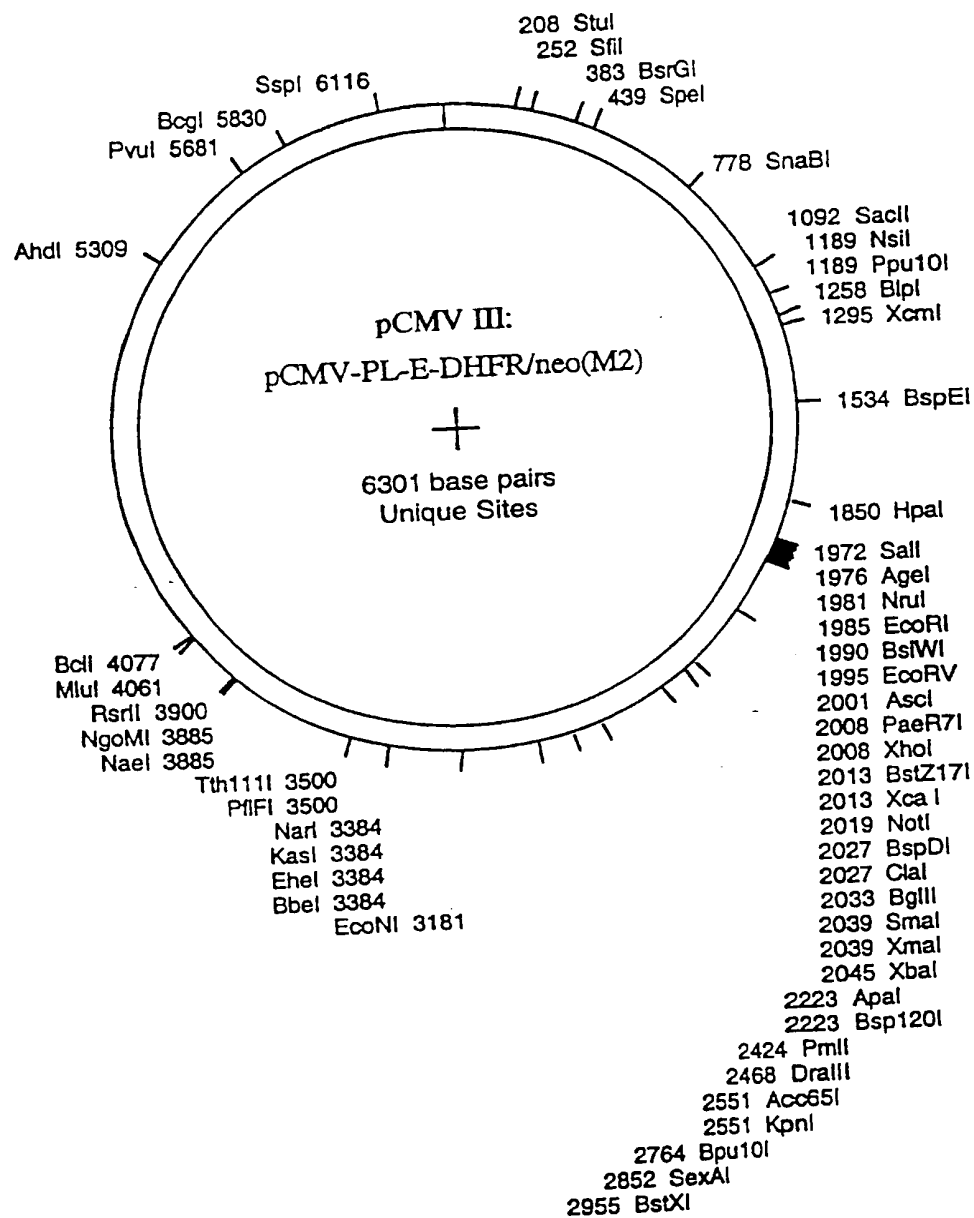 208 StuI
252 SfiI
383 BsrGI
439 SpeI
778 SnaBI
1092 SacII
1189 NsiI
1189 Ppu10I
1258 BlpI
1295 XcmI
1534 BspEI
1850 HpaI
1972 SalI
1976 AgeI
1981 NruI
1985 EcoRI
1990 BsiWI
1995 EcoRV
2001 AscI
2008 PaeR7I
2008 XhoI
2013 BstZ17I
2013 Xca I
2019 NotI
2027 BspDI
2027 ClaI
2033 BglII
2039 SmaI
2039 XmaI
2045 XbaI
2223 ApaI
2223 Bsp120I
2424 PmlI
2468 DraIII
2551 Acc65I
2551 KpnI
2764 Bpu10I
2852 SexAI
2955 BstXI
SspI 6116
BcgI 5830
PvuI 5681
AhdI 5309
pCMV III:
pCMV-PL-E-DHFR/neo(M2)
6301 base pairs
Unique Sites
BclI 4077
MluI 4061
RsrII 3900
NgoMI 3885
NaeI 3885
Tth111I 3500
PflFI 3500
NarI 3384
KasI 3384
EheI 3384
BbeI 3384
EcoNI 3181